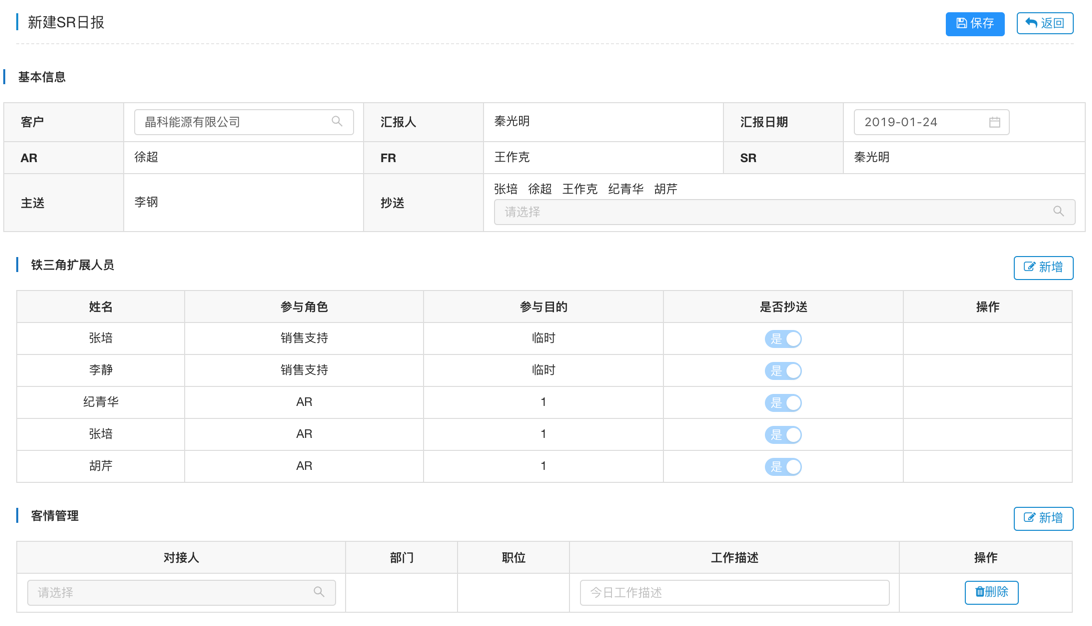 新建SR日报 保存 返回
基本信息
客户 晶科能源有限公司 汇报人 秦光明 汇报日期 2019-01-24
AR 徐超 FR 王作克 SR 秦光明
主送 李钢 抄送 张培 徐超 王作克 纪青华 胡芹
请选择
铁三角扩展人员 新增
姓名 参与角色 参与目的 是否抄送 操作
张培 销售支持 临时 是
李静 销售支持 临时 是
纪青华 AR 1 是
张培 AR 1 是
胡芹 AR 1 是
客情管理 新增
对接人 部门 职位 工作描述 操作
请选择 今日工作描述 删除